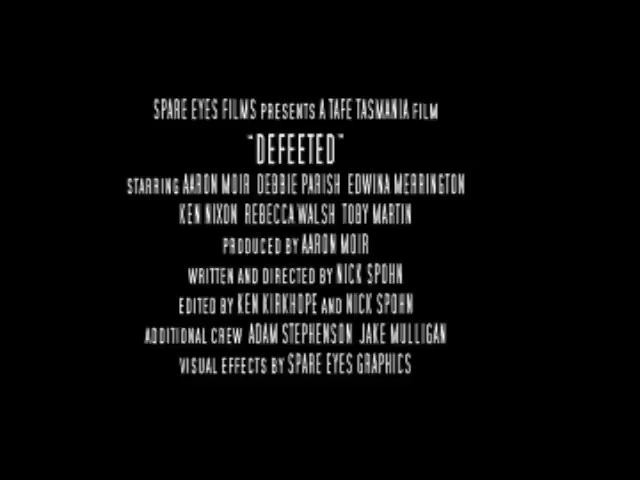 SPARE EYES FILMS PRESENTS A TAFE TASMANIA FILM
"DEFEETED"
STARRING AARON MOIR DEBBIE PARISH EDWINA MERRINGTON
KEN NIXON REBECCA WALSH TOBY MARTIN
PRODUCED BY AARON MOIR
WRITTEN AND DIRECTED BY NICK SPOHN
EDITED BY KEN KIRKHOPE AND NICK SPOHN
ADDITIONAL CREW ADAM STEPHENSON JAKE MULLIGAN
VISUAL EFFECTS BY SPARE EYES GRAPHICS